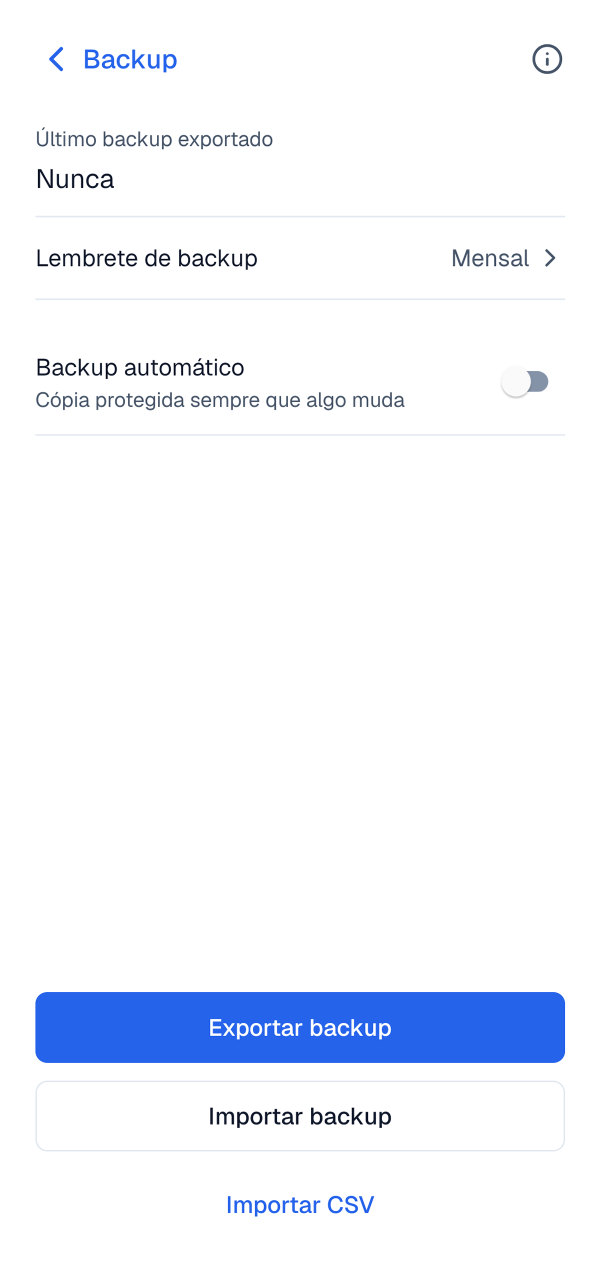 Backup
Último backup exportado
Nunca
Lembrete de backup Mensal
Backup automático
Cópia protegida sempre que algo muda
Exportar backup
Importar backup
Importar CSV